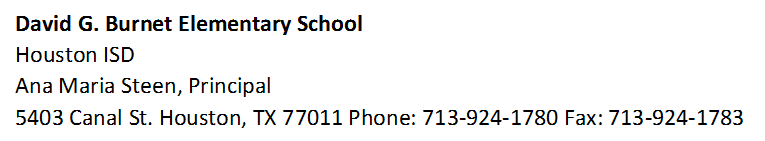 David G. Burnet Elementary School
Houston ISD
Ana Maria Steen, Principal
5403 Canal St. Houston, TX 77011 Phone: 713-924-1780 Fax: 713-924-1783